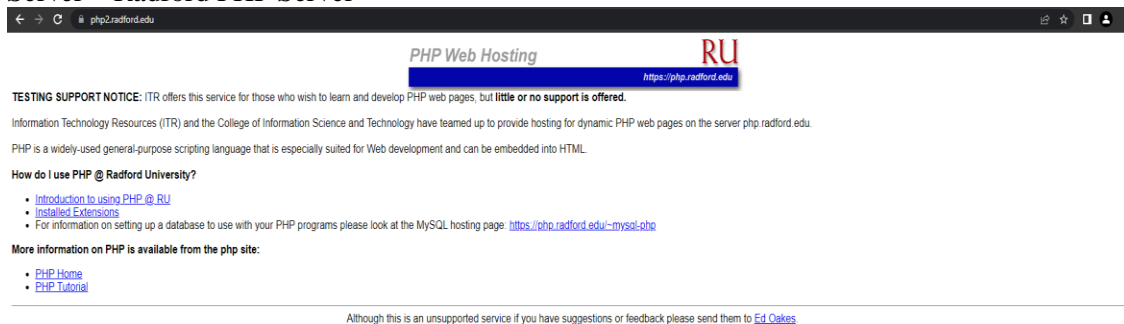 Server – Radford PHP Server
php2.radford.edu
PHP Web Hosting
RU
https://php.radford.edu
TESTING SUPPORT NOTICE: ITR offers this service for those who wish to learn and develop PHP web pages, but little or no support is offered.
Information Technology Resources (ITR) and the College of Information Science and Technology have teamed up to provide hosting for dynamic PHP web pages on the server php.radford.edu.
PHP is a widely-used general-purpose scripting language that is especially suited for Web development and can be embedded into HTML.
How do I use PHP @ Radford University?
Introduction to using PHP @ RU
Installed Extensions
For information on setting up a database to use with your PHP programs please look at the MySQL hosting page: https://php.radford.edu/~mysql-php
More information on PHP is available from the php site:
PHP Home
PHP Tutorial
Although this is an unsupported service if you have suggestions or feedback please send them to Ed Oakes.